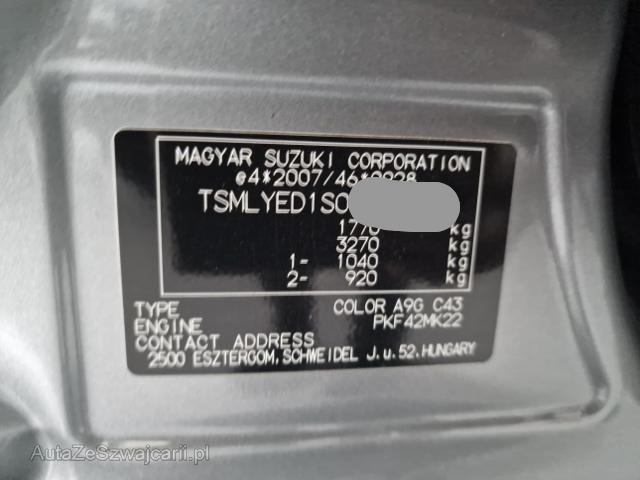 MAGYAR SUZUKI CORPORATION
e4*2007/46*0928
TSMLYED1S0
1770 kg
3270 kg
1- 1040 kg
2- 920 kg
TYPE COLOR A9G C43
ENGINE PKF42MK22
CONTACT ADDRESS
2500 ESZTERGOM, SCHWEIDEL J.u.52.HUNGARY
AutaZeSzwajcarii.pl